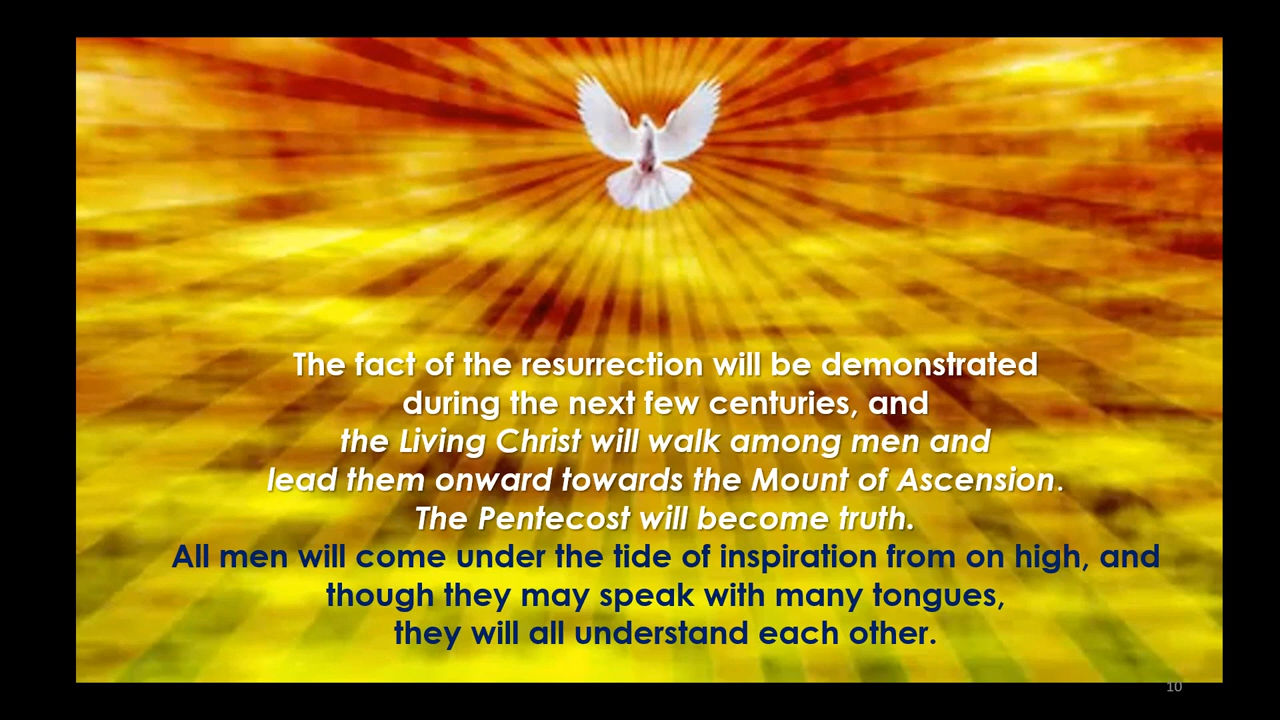 The fact of the resurrection will be demonstrated
during the next few centuries, and
the Living Christ will walk among men and
lead them onward towards the Mount of Ascension.
The Pentecost will become truth.
All men will come under the tide of inspiration from on high, and
though they may speak with many tongues,
they will all understand each other.
10